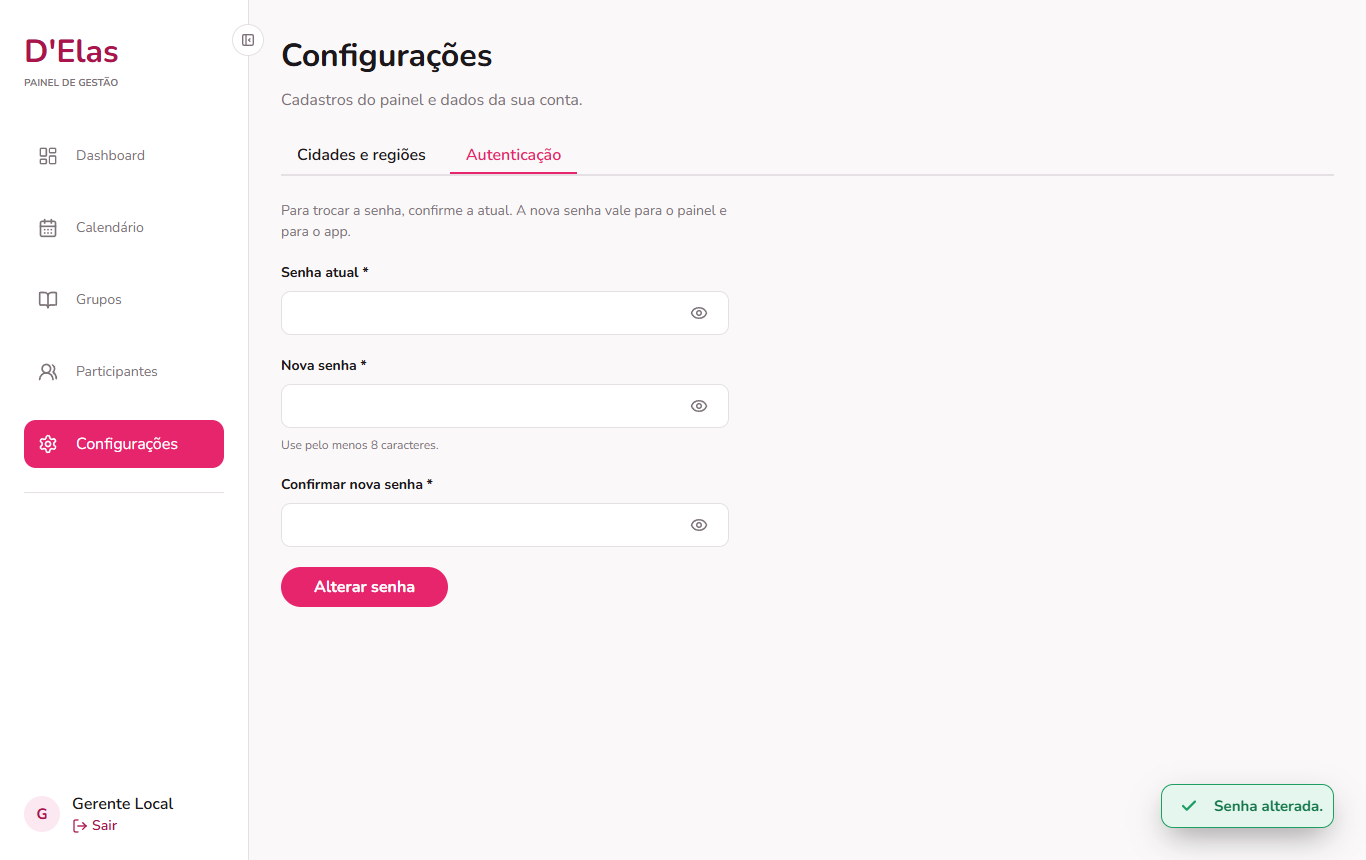 D'Elas
PAINEL DE GESTÃO
Dashboard
Calendário
Grupos
Participantes
Configurações
G
Gerente Local
Sair
Configurações
Cadastros do painel e dados da sua conta.
Cidades e regiões
Autenticação
Para trocar a senha, confirme a atual. A nova senha vale para o painel e
para o app.
Senha atual *
Nova senha *
Use pelo menos 8 caracteres.
Confirmar nova senha *
Alterar senha
Senha alterada.